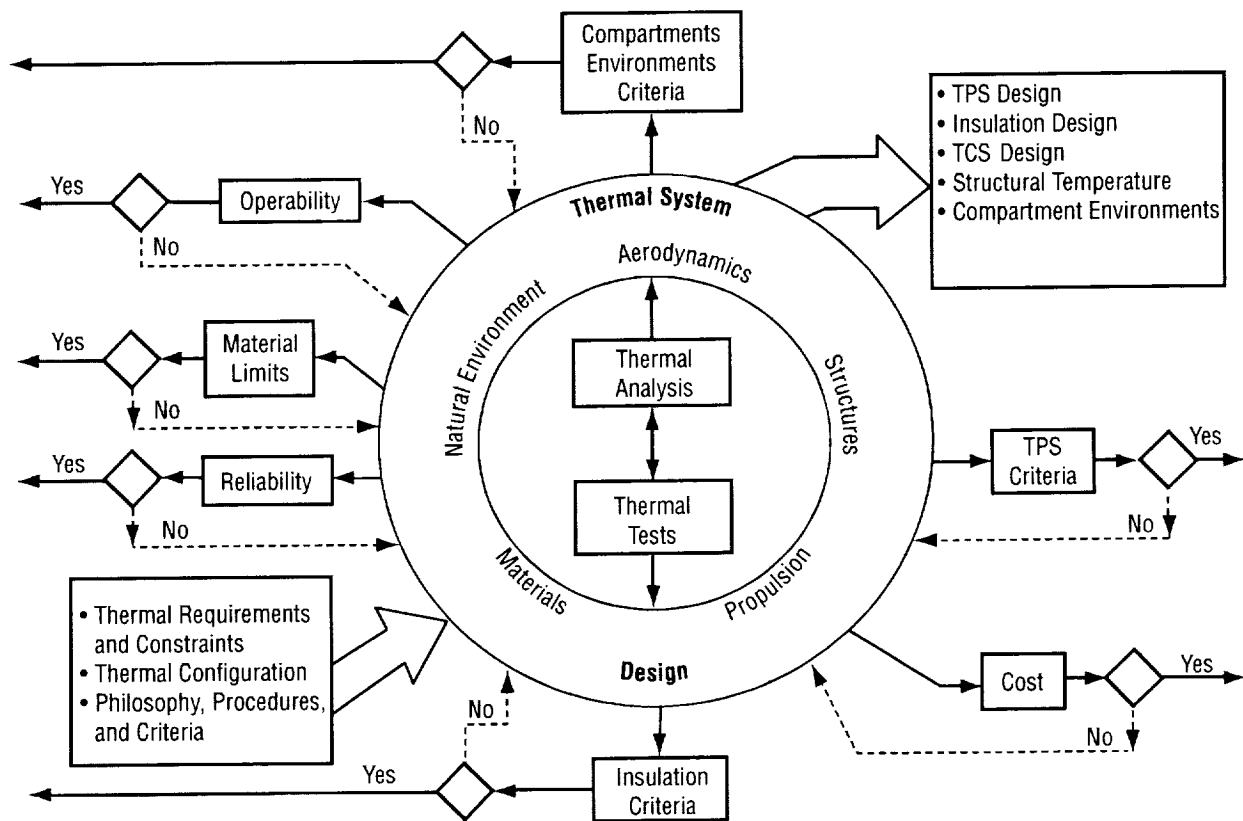 Compartments
Environments
Criteria
No
• TPS Design
• Insulation Design
• TCS Design
• Structural Temperature
• Compartment Environments
Yes
Operability
No
Thermal System
Aerodynamics
Natural Environment
Structures
Thermal
Analysis
Yes
Material
Limits
No
Yes
Reliability
No
Thermal
Tests
TPS
Criteria
Yes
No
Materials
Propulsion
• Thermal Requirements
and Constraints
• Thermal Configuration
• Philosophy, Procedures,
and Criteria
Design
Cost
Yes
No
No
Yes
Insulation
Criteria